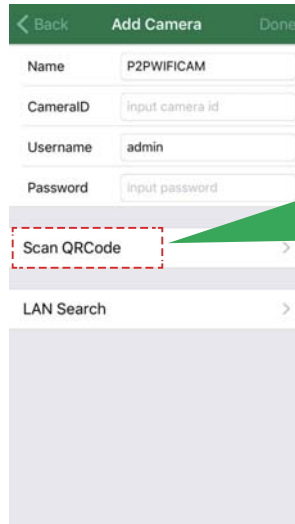 Back Add Camera Done
Name P2PWIFICAM
CameraID input camera id
Username admin
Password input password
Scan QRCode
LAN Search